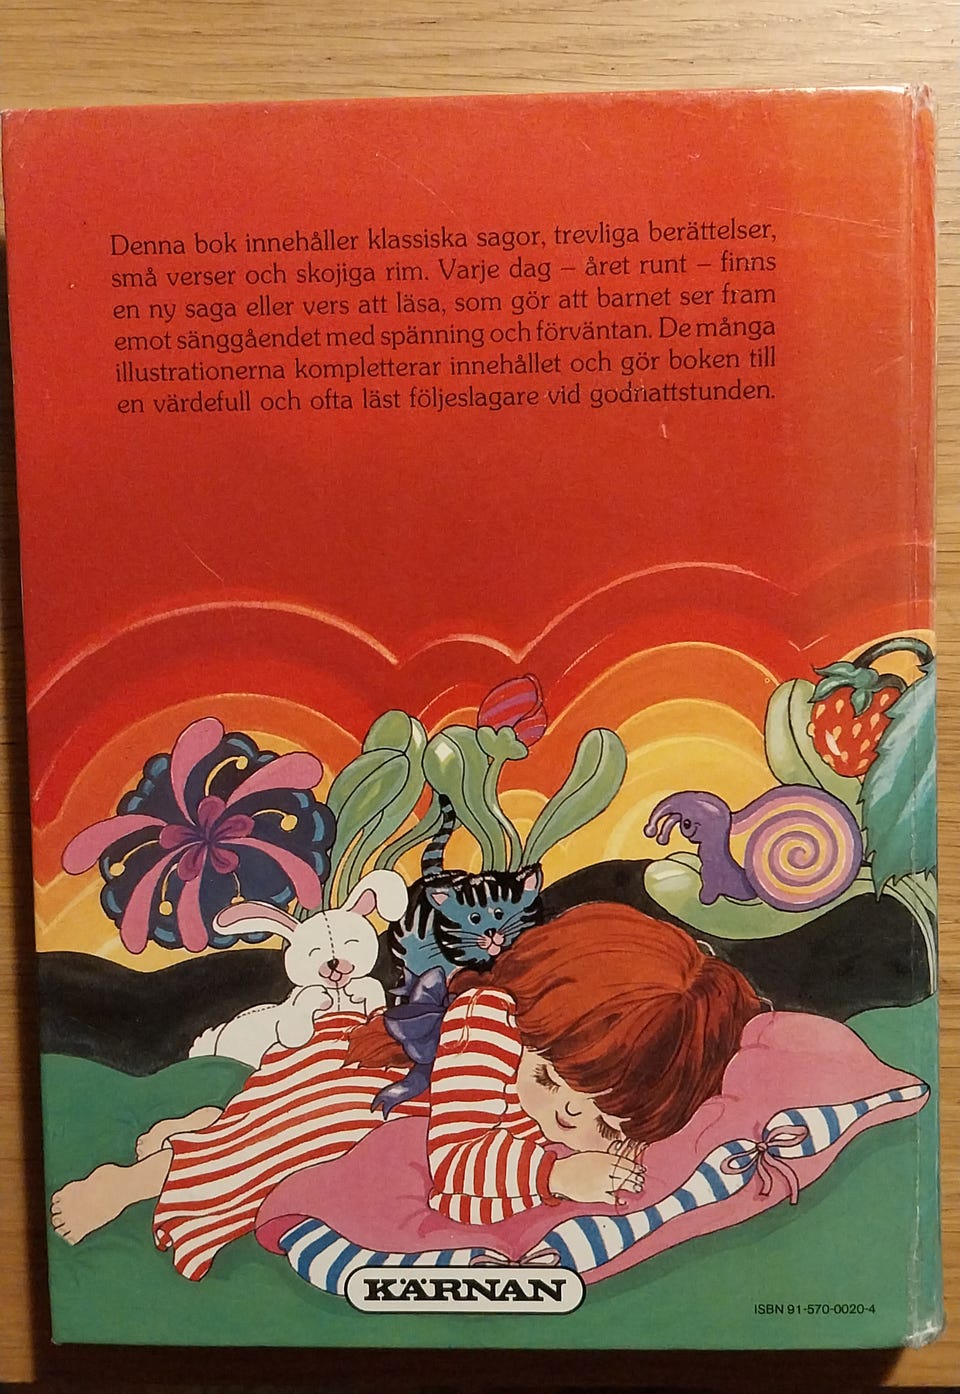 Denna bok innehåller klassiska sagor, trevliga berättelser,
små verser och skojiga rim. Varje dag – året runt – finns
en ny saga eller vers att läsa, som gör att barnet ser fram
emot sänggåendet med spänning och förväntan. De många
illustrationerna kompletterar innehållet och gör boken till
en värdefull och ofta läst följeslagare vid godnattstunden.
KÄRNAN
ISBN 91-570-0020-4